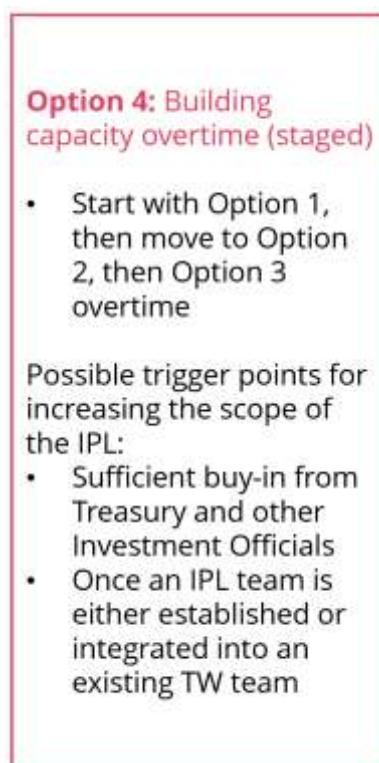 Option 4: Building
capacity overtime (staged)
• Start with Option 1,
then move to Option
2, then Option 3
overtime
Possible trigger points for
increasing the scope of
the IPL:
• Sufficient buy-in from
Treasury and other
Investment Officials
• Once an IPL team is
either established or
integrated into an
existing TW team